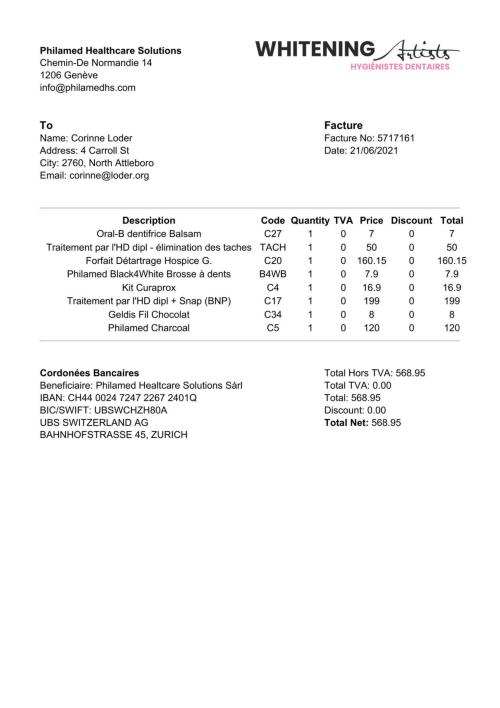 Philamed Healthcare Solutions
Chemin-De Normandie 14
1206 Genève
info@philamedhs.com
WHITENING Artists
HYGIÉNISTES DENTAIRES
To
Name: Corinne Loder
Address: 4 Carroll St
City: 2760, North Attleboro
Email: corinne@loder.org
Facture
Facture No: 5717161
Date: 21/06/2021
Description Code Quantity TVA Price Discount Total
Oral-B dentifrice Balsam C27 1 0 7 0 7
Traitement par l'HD dipl - élimination des taches TACH 1 0 50 0 50
Forfait Détartrage Hospice G. C20 1 0 160.15 0 160.15
Philamed Black4White Brosse à dents B4WB 1 0 7.9 0 7.9
Kit Curaprox C4 1 0 16.9 0 16.9
Traitement par l'HD dipl + Snap (BNP) C17 1 0 199 0 199
Geldis Fil Chocolat C34 1 0 8 0 8
Philamed Charcoal C5 1 0 120 0 120
Cordonées Bancaires
Beneficiaire: Philamed Healtcare Solutions Sàrl
IBAN: CH44 0024 7247 2267 2401Q
BIC/SWIFT: UBSWCHZH80A
UBS SWITZERLAND AG
BAHNHOFSTRASSE 45, ZURICH
Total Hors TVA: 568.95
Total TVA: 0.00
Total: 568.95
Discount: 0.00
Total Net: 568.95